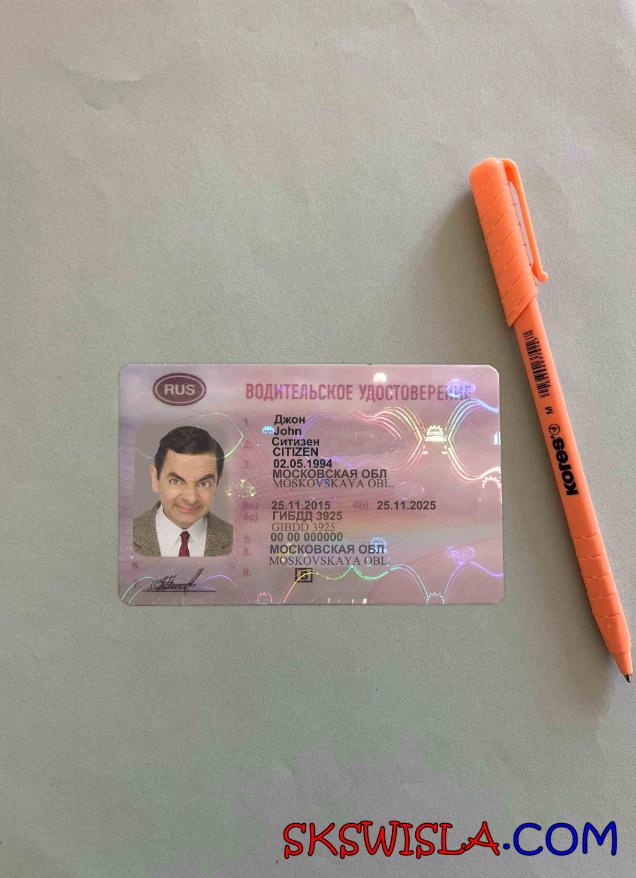 RUS
ВОДИТЕЛЬСКОЕ УДОСТОВЕРЕНИЕ
1. Джон
John
2. Ситизен
CITIZEN
3. 02.05.1994
МОСКОВСКАЯ ОБЛ
MOSKOVSKAYA OBL.
4a) 25.11.2015 4b) 25.11.2025
4c) ГИБДД 3925
GIBDD 3925
5. 00 00 000000
8. МОСКОВСКАЯ ОБЛ
MOSKOVSKAYA OBL.
6.
9. B
RUS
Kores
M
SKSWISLA.COM